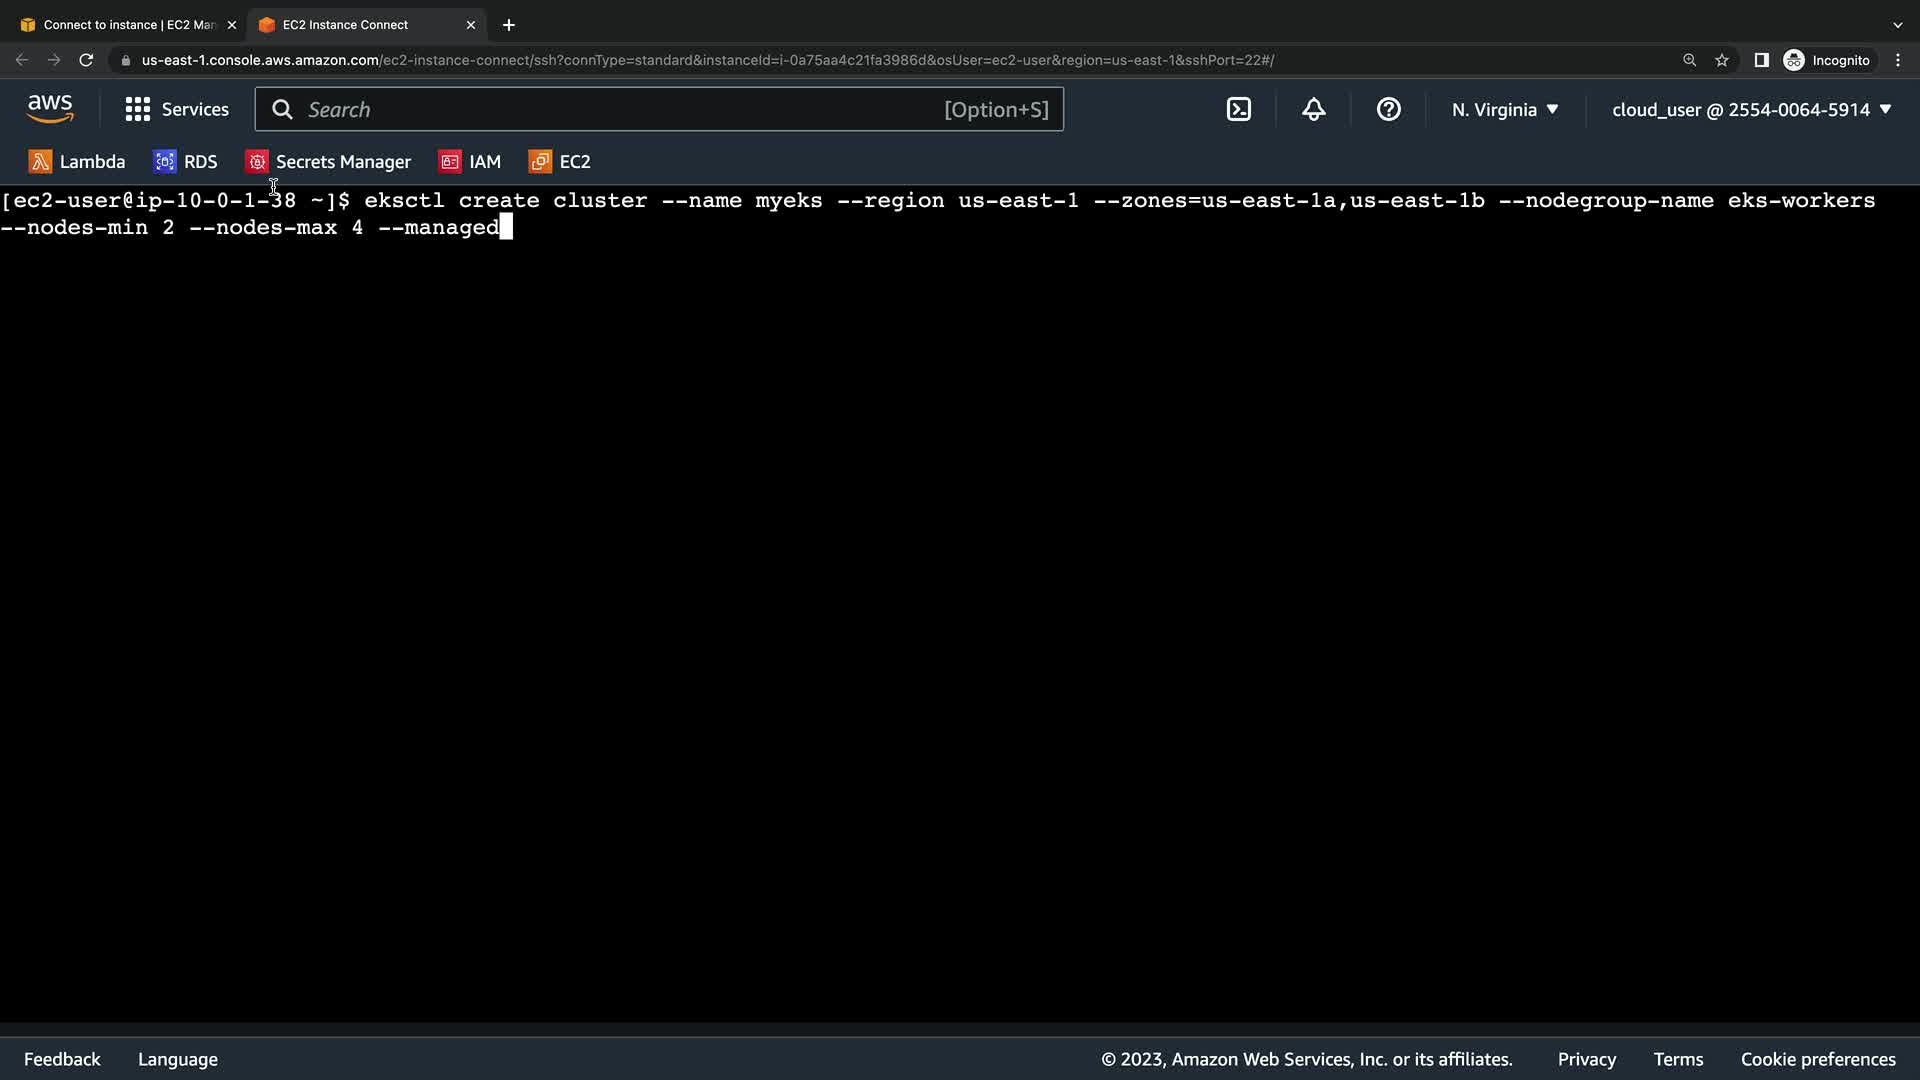 Connect to instance | EC2 Man
EC2 Instance Connect
us-east-1.console.aws.amazon.com/ec2-instance-connect/ssh?connType=standard&instanceId=i-0a75aa4c21fa3986d&osUser=ec2-user&region=us-east-1&sshPort=22#/
Incognito
aws
Services
Search
[Option+S]
N. Virginia
cloud_user @ 2554-0064-5914
Lambda
RDS
Secrets Manager
IAM
EC2
[ec2-user@ip-10-0-1-38 ~]$ eksctl create cluster --name myeks --region us-east-1 --zones=us-east-1a,us-east-1b --nodegroup-name eks-workers
--nodes-min 2 --nodes-max 4 --managed
Feedback
Language
© 2023, Amazon Web Services, Inc. or its affiliates.
Privacy
Terms
Cookie preferences